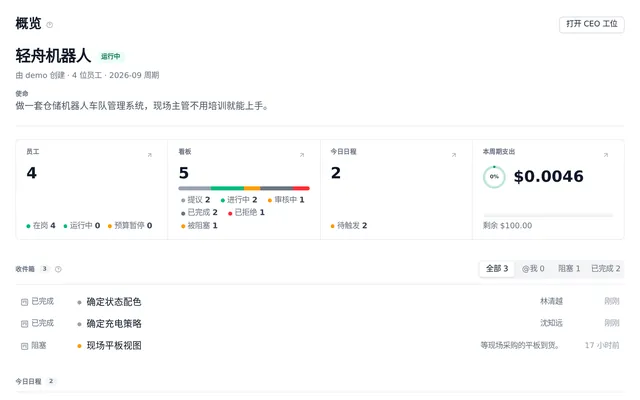 概览
打开 CEO 工位
轻舟机器人 运行中
由 demo 创建 · 4 位员工 · 2026-09 周期
使命
做一套仓储机器人车队管理系统，现场主管不用培训就能上手。
员工
4
在岗 4 运行中 0 预算暂停 0
看板
5
提议 2 进行中 2 审核中 1
已完成 2 已拒绝 1
被阻塞 1
今日日程
2
待触发 2
本周期支出
0% $0.0046
剩余 $100.00
收件箱 3
全部 3 @我 0 阻塞 1 已完成 2
已完成 确定状态配色 林清越 刚刚
已完成 确定充电策略 沈知远 刚刚
阻塞 现场平板视图 等现场采购的平板到货。 17 小时前
今日日程 2